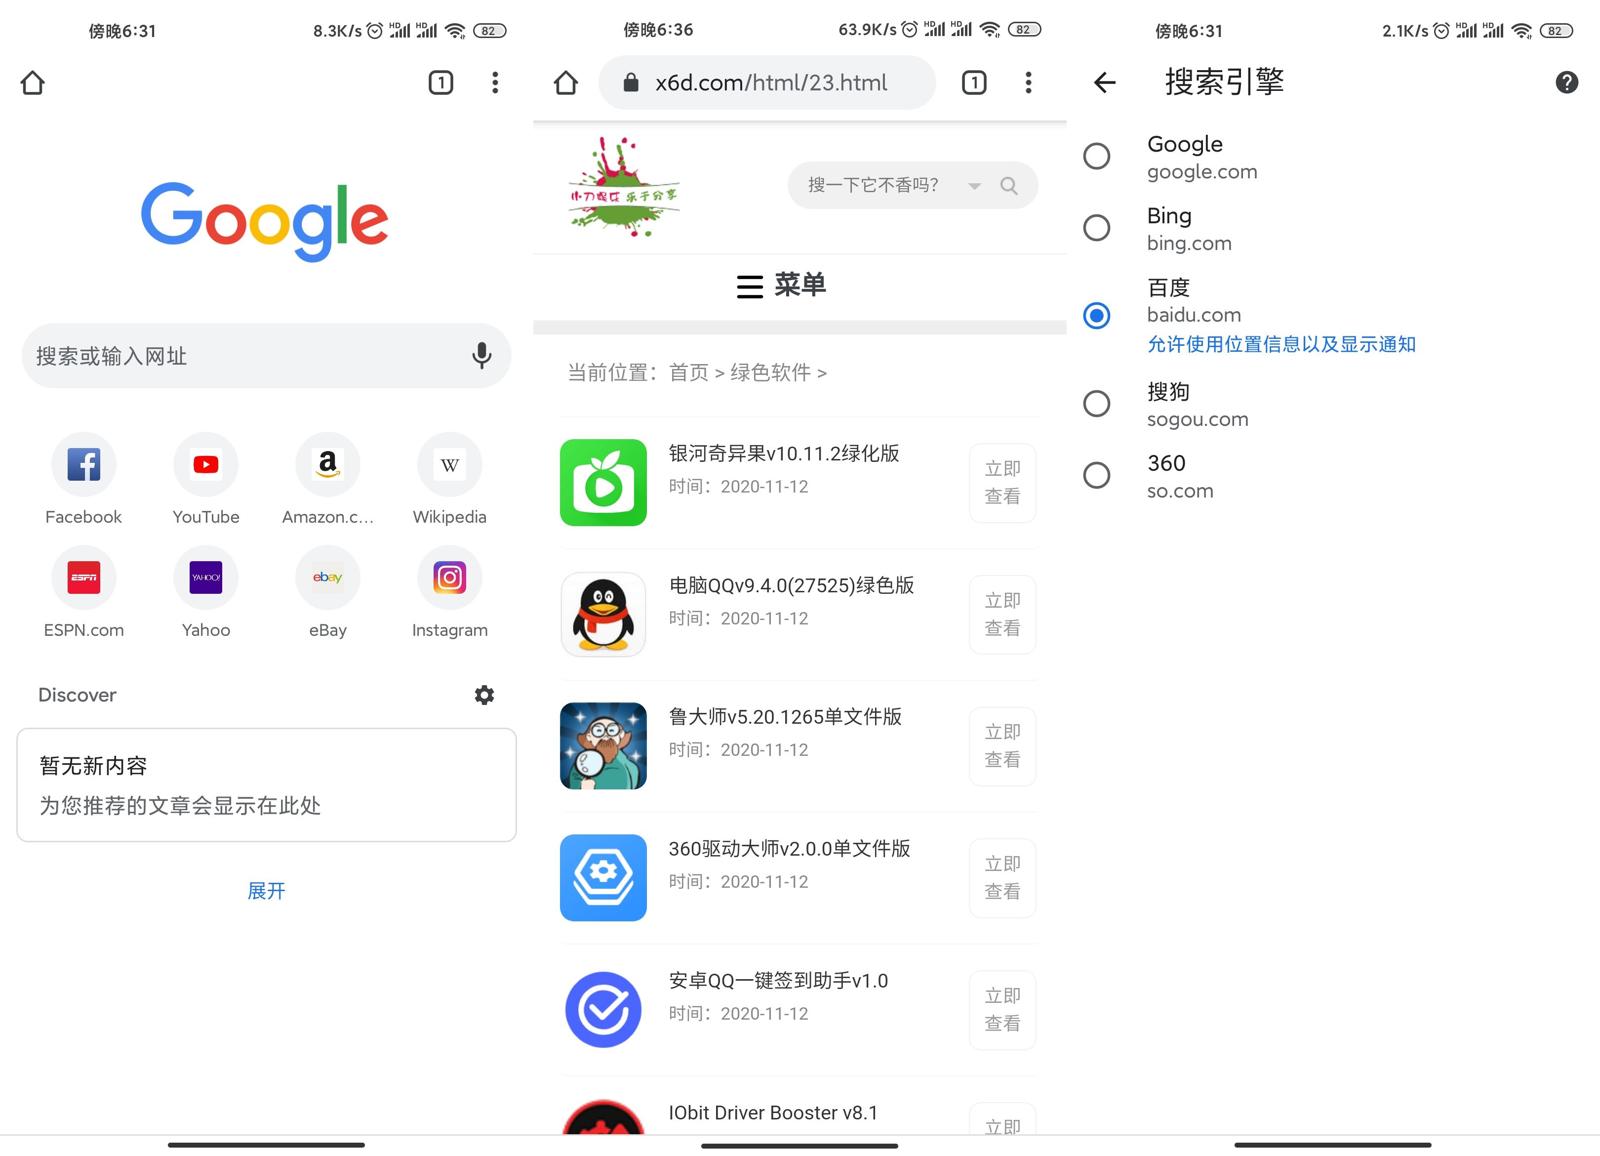 傍晚6:31
8.3K/s
HD
HD
82
1
Google
搜索或输入网址
Facebook
YouTube
Amazon.c...
Wikipedia
ESPN.com
Yahoo
eBay
Instagram
Discover
暂无新内容
为您推荐的文章会显示在此处
展开
傍晚6:36
63.9K/s
HD
HD
82
x6d.com/html/23.html
1
小刀娱乐 乐于分享
搜一下它不香吗?
菜单
当前位置：首页 > 绿色软件 >
银河奇异果v10.11.2绿化版
时间：2020-11-12
立即
查看
电脑QQv9.4.0(27525)绿色版
时间：2020-11-12
立即
查看
鲁大师v5.20.1265单文件版
时间：2020-11-12
立即
查看
360驱动大师v2.0.0单文件版
时间：2020-11-12
立即
查看
安卓QQ一键签到助手v1.0
时间：2020-11-12
立即
查看
IObit Driver Booster v8.1
立即
傍晚6:31
2.1K/s
HD
HD
82
搜索引擎
?
Google
google.com
Bing
bing.com
百度
baidu.com
允许使用位置信息以及显示通知
搜狗
sogou.com
360
so.com